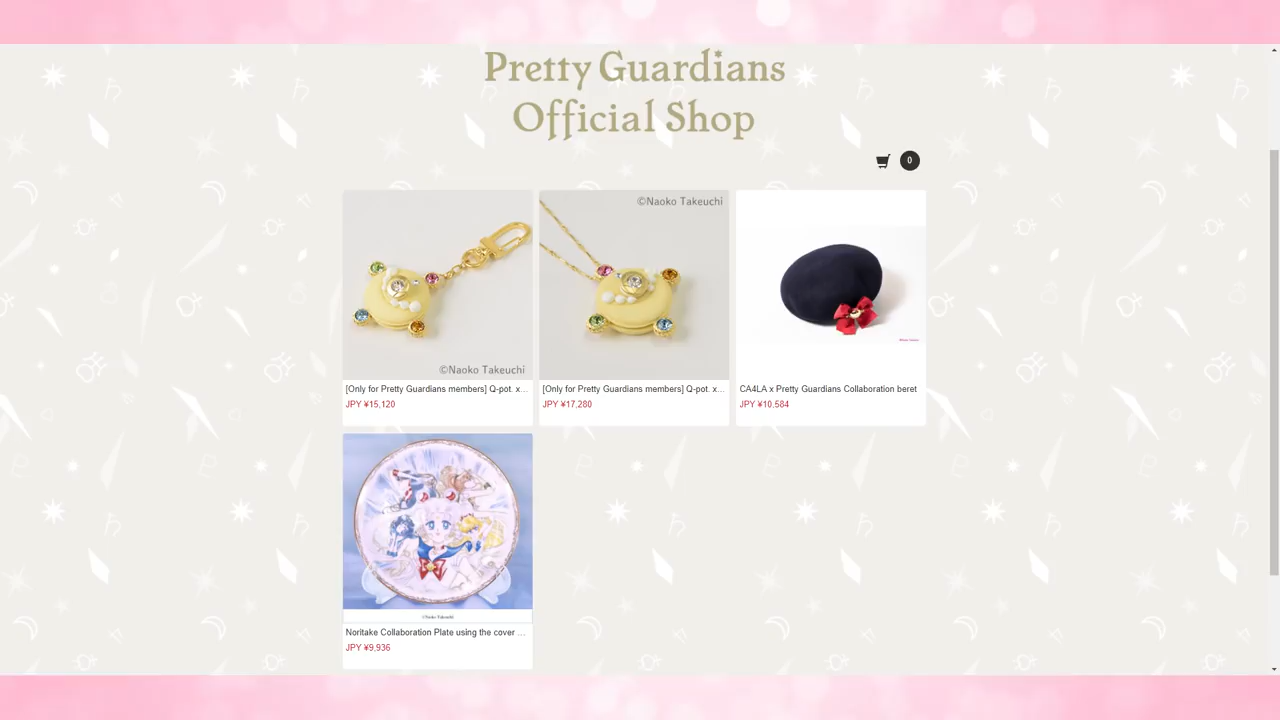 Pretty Guardians
Official Shop
0
©Naoko Takeuchi
©Naoko Takeuchi
[Only for Pretty Guardians members] Q-pot. x...
JPY ¥15,120
[Only for Pretty Guardians members] Q-pot. x...
JPY ¥17,280
CA4LA x Pretty Guardians Collaboration beret
JPY ¥10,584
©Naoko Takeuchi
Noritake Collaboration Plate using the cover ...
JPY ¥9,936